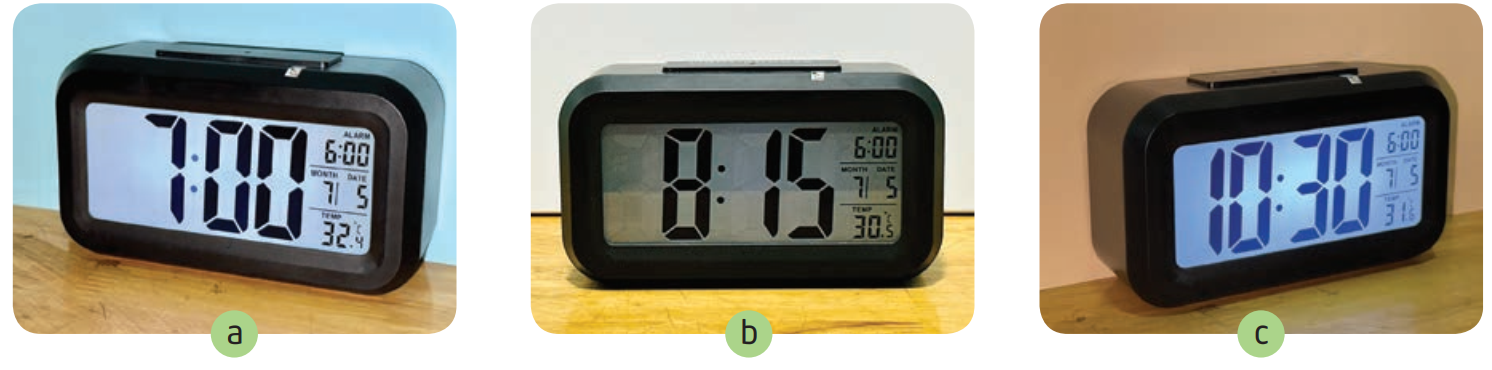 7:00
ALARM
6:00
MONTH DATE
7/ 5
TEMP
32.4 °C
a
8:15
ALARM
6:00
MONTH DATE
7/ 5
TEMP
30.5 °C
b
10:30
ALARM
6:00
MONTH DATE
7/ 5
TEMP
c